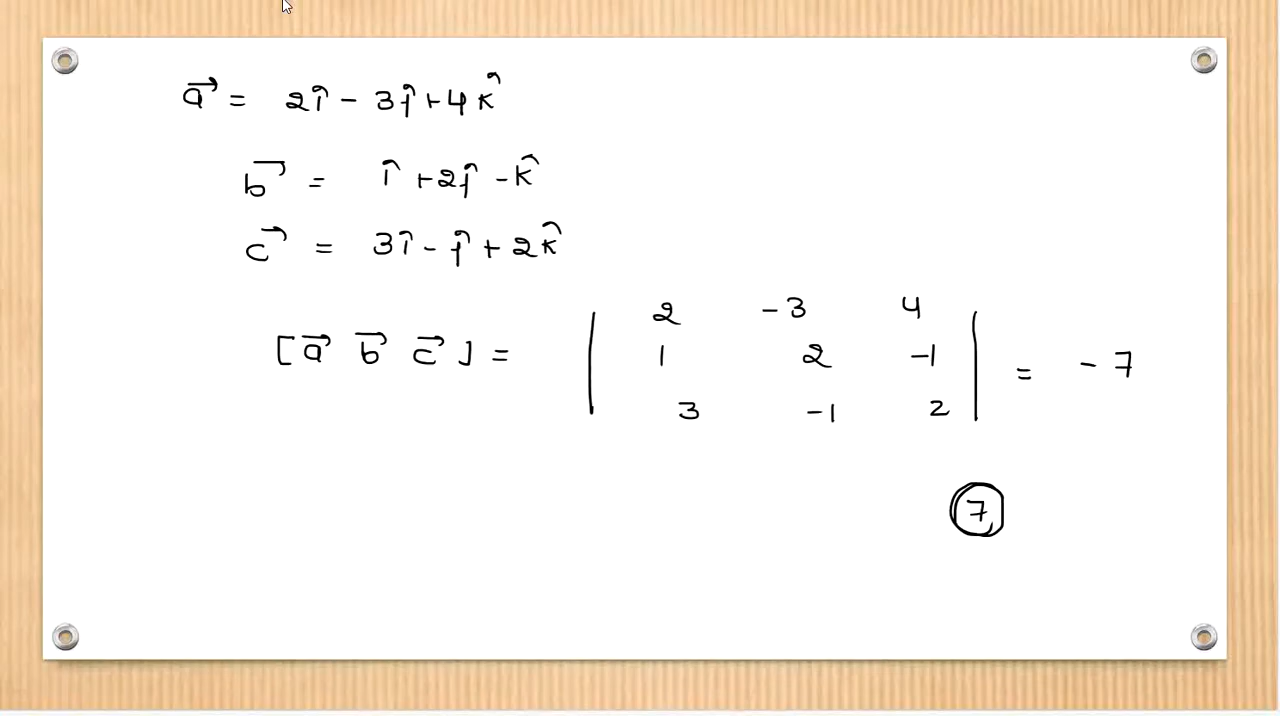 a⃗ = 2î - 3ĵ + 4k̂
b⃗ = î + 2ĵ - k̂
c⃗ = 3î - ĵ + 2k̂
[a⃗ b⃗ c⃗] = | 2 -3 4
1 2 -1
3 -1 2 | = -7
7